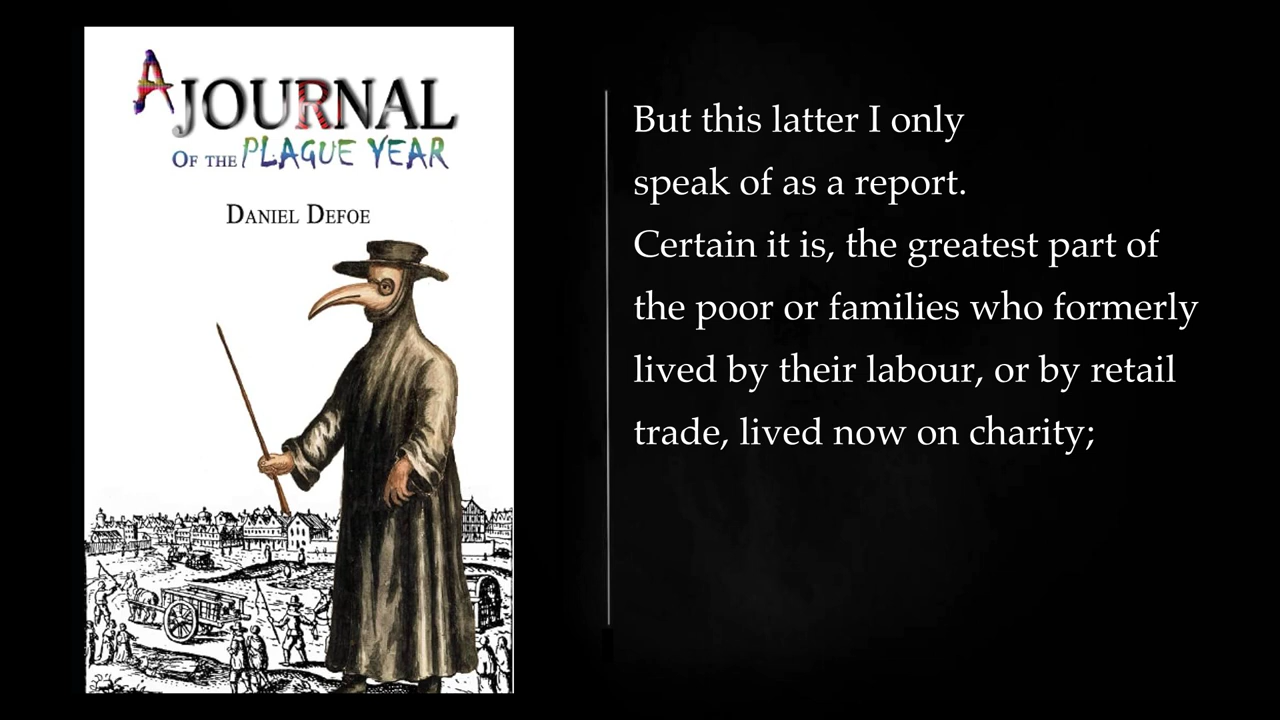 A JOURNAL
OF THE PLAGUE YEAR
DANIEL DEFOE
But this latter I only
speak of as a report.
Certain it is, the greatest part of
the poor or families who formerly
lived by their labour, or by retail
trade, lived now on charity;